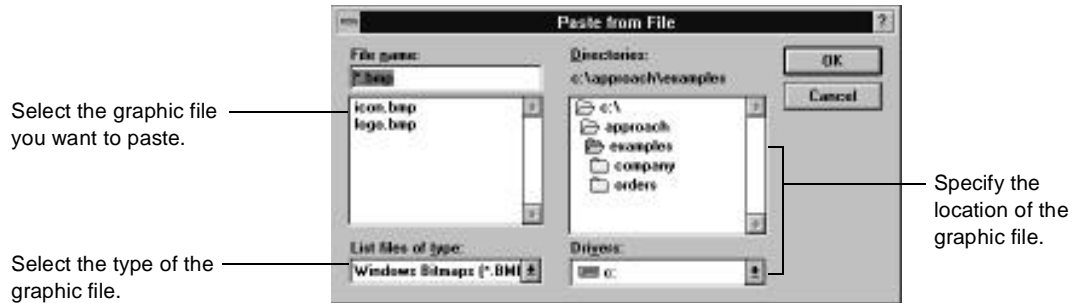 Paste from File
?
File name:
*.bmp
icon.bmp
logo.bmp
List files of type:
Windows Bitmaps (*.BMI
Directories:
c:\approach\examples
c:\
approach
examples
company
orders
Drivers:
c:
OK
Cancel
Select the graphic file
you want to paste.
Select the type of the
graphic file.
Specify the
location of the
graphic file.